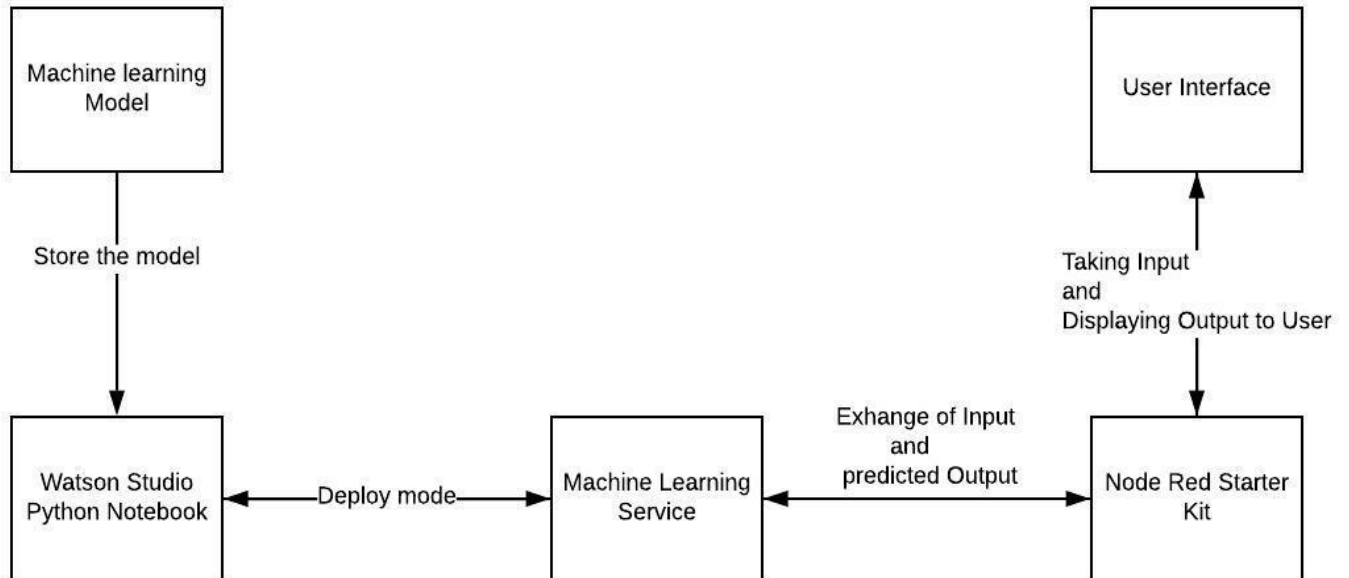 Machine learning
Model
User Interface
Store the model
Taking Input
and
Displaying Output to User
Exhange of Input
and
predicted Output
Watson Studio
Python Notebook
Deploy mode
Machine Learning
Service
Node Red Starter
Kit